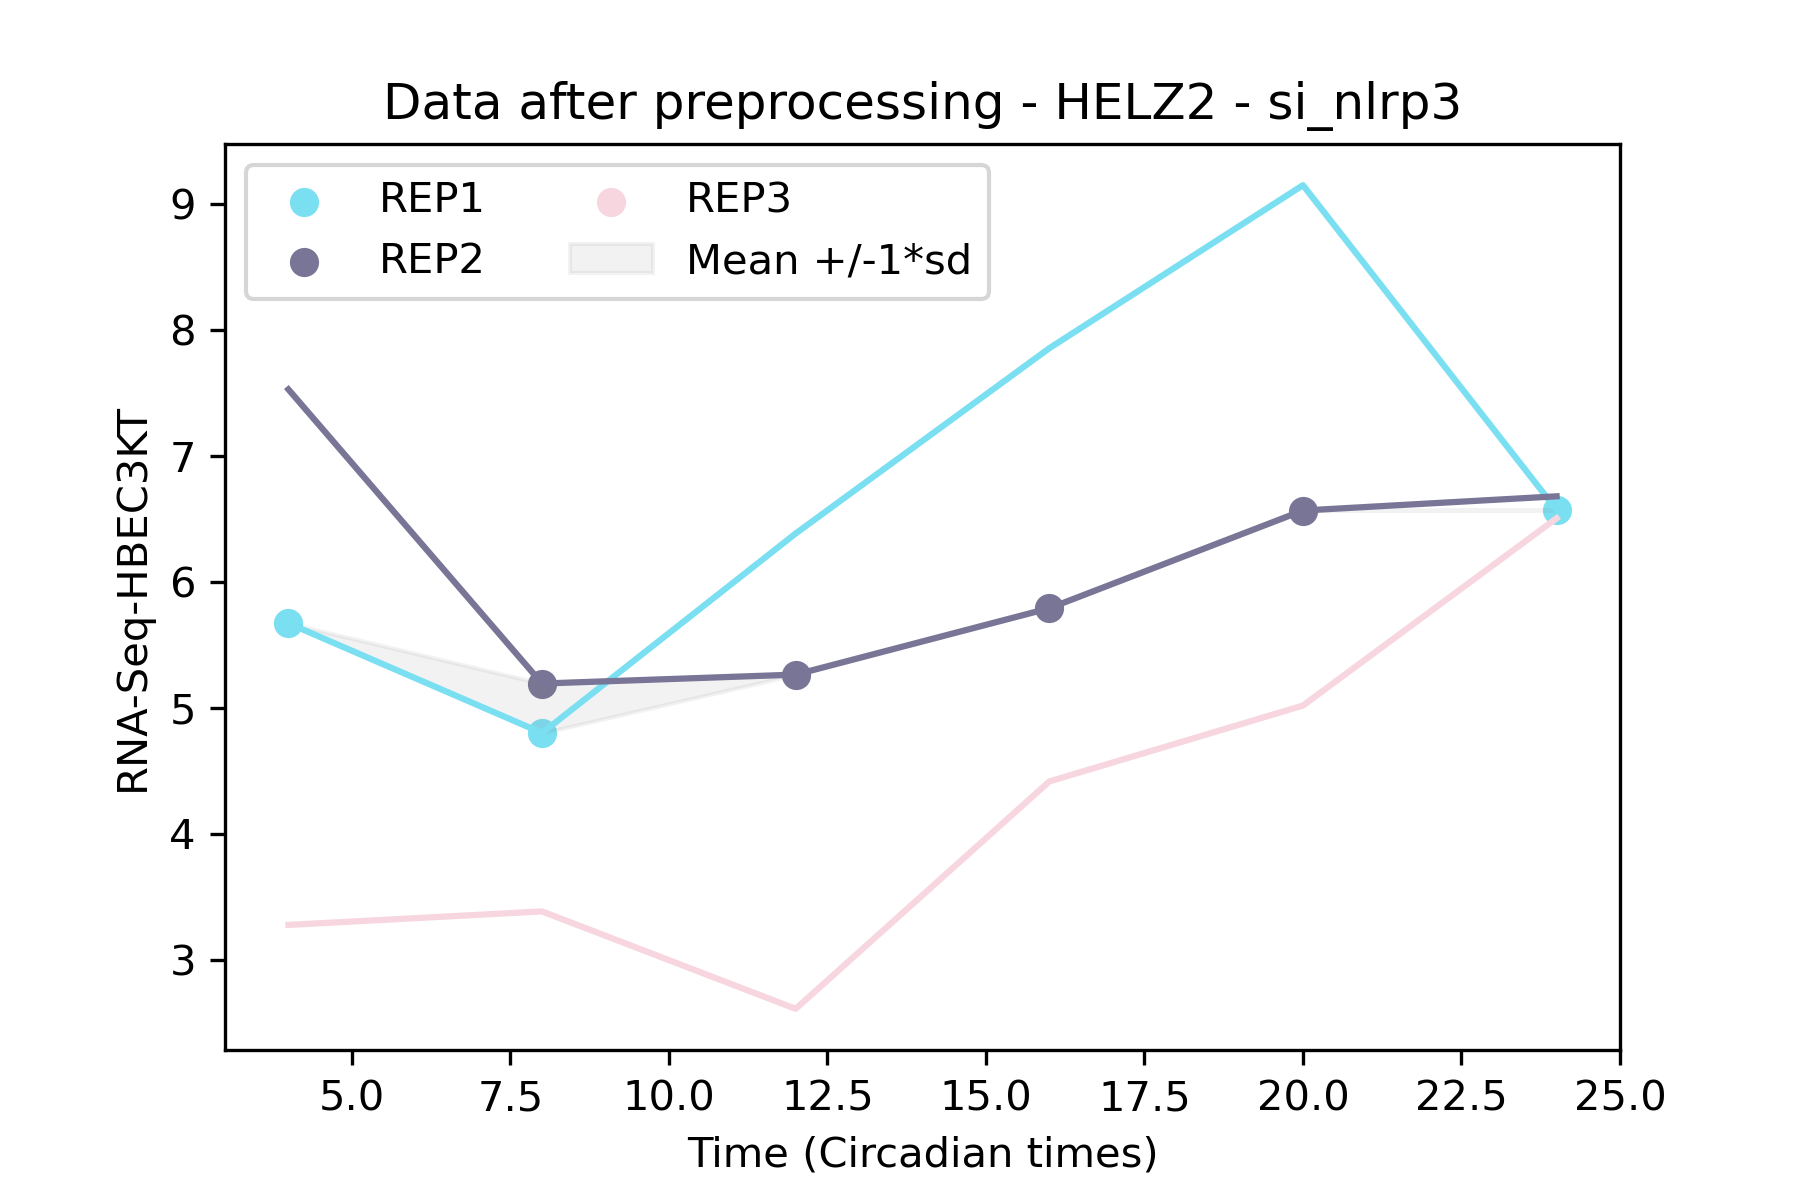 Data after preprocessing - HELZ2 - si_nlrp3
REP1
REP2
REP3
Mean +/-1*sd
RNA-Seq-HBEC3KT
9
8
7
6
5
4
3
5.0 7.5 10.0 12.5 15.0 17.5 20.0 22.5 25.0
Time (Circadian times)